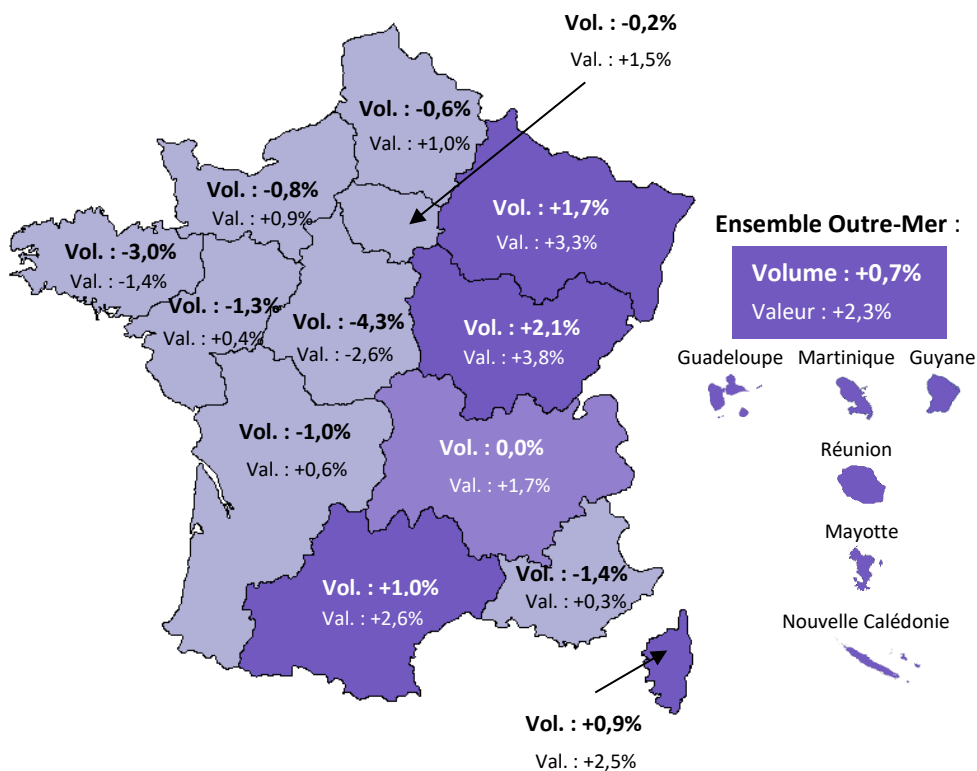 Vol. : -0,2%
Val. : +1,5%
Vol. : -0,6%
Val. : +1,0%
Vol. : -0,8%
Val. : +0,9%
Vol. : +1,7%
Val. : +3,3%
Vol. : -3,0%
Val. : -1,4%
Vol. : -1,3%
Val. : +0,4%
Vol. : -4,3%
Val. : -2,6%
Vol. : +2,1%
Val. : +3,8%
Vol. : -1,0%
Val. : +0,6%
Vol. : 0,0%
Val. : +1,7%
Vol. : +1,0%
Val. : +2,6%
Vol. : -1,4%
Val. : +0,3%
Vol. : +0,9%
Val. : +2,5%
Ensemble Outre-Mer :
Volume : +0,7%
Valeur : +2,3%
Guadeloupe Martinique Guyane
Réunion
Mayotte
Nouvelle Calédonie